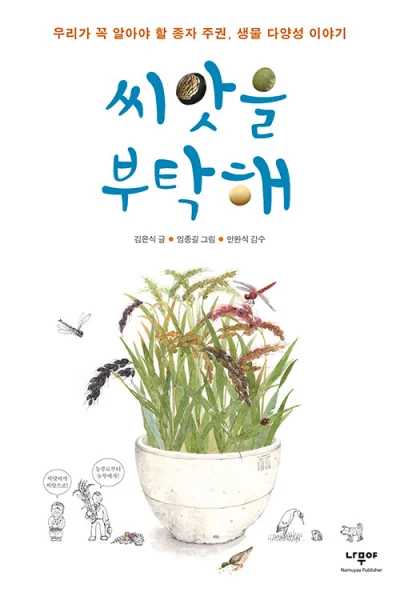 우리가 꼭 알아야 할 종자 주권, 생물 다양성 이야기
씨앗을
부탁해
김은식 글 ● 임종길 그림 ● 안완식 감수
씨앗에서
씨앗으로!
농부로부터
농부에게!
나무야
Namuyaa Publisher